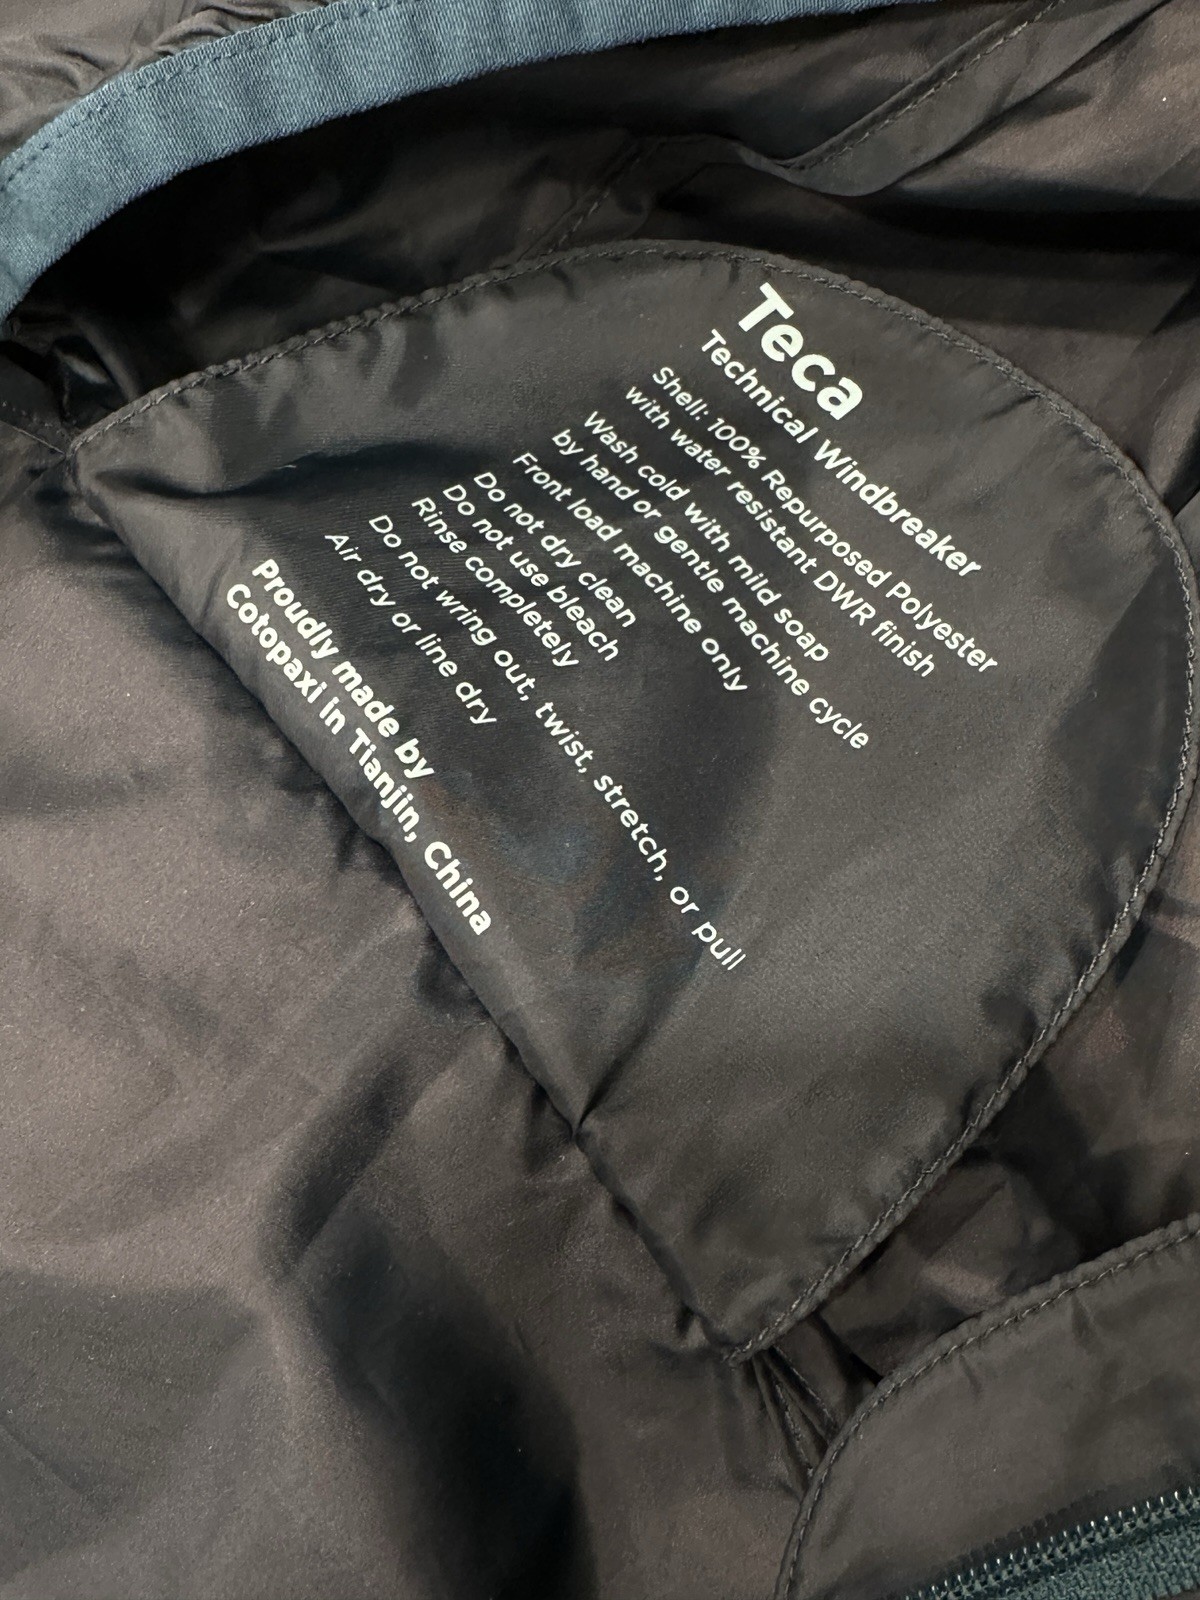 Teca
Technical Windbreaker
Shell: 100% Repurposed Polyester
with water resistant DWR finish
Wash cold with mild soap
by hand or gentle machine cycle
Front load machine only
Do not dry clean
Do not use bleach
Rinse completely
Do not wring out, twist, stretch, or pull
Air dry or line dry
Proudly made by
Cotopaxi in Tianjin, China